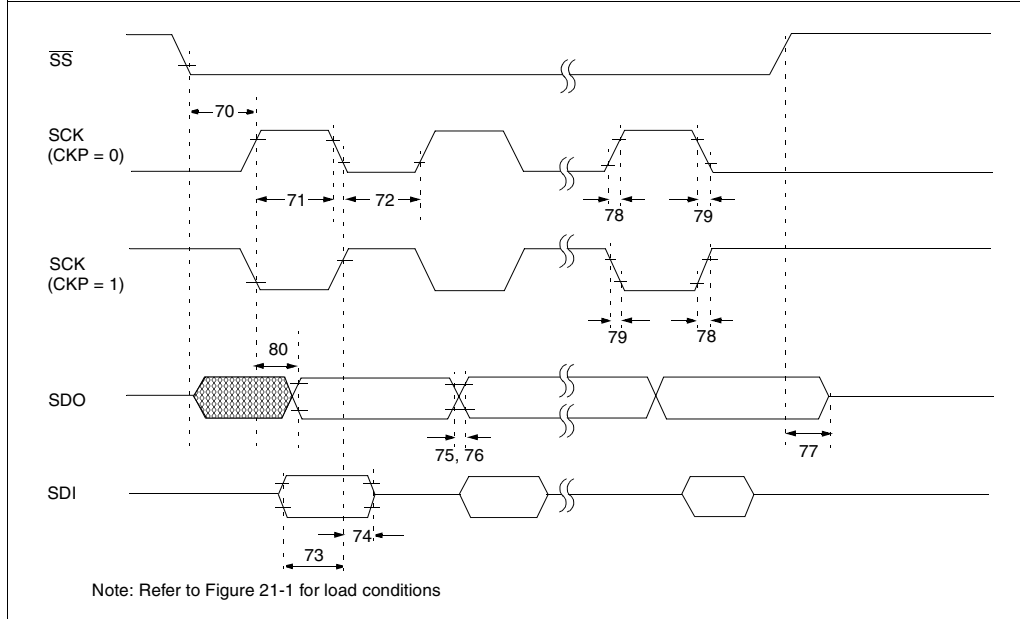 SS
70
SCK
(CKP = 0)
71
72
78
79
SCK
(CKP = 1)
79
78
80
SDO
75, 76
77
SDI
74
73
Note: Refer to Figure 21-1 for load conditions